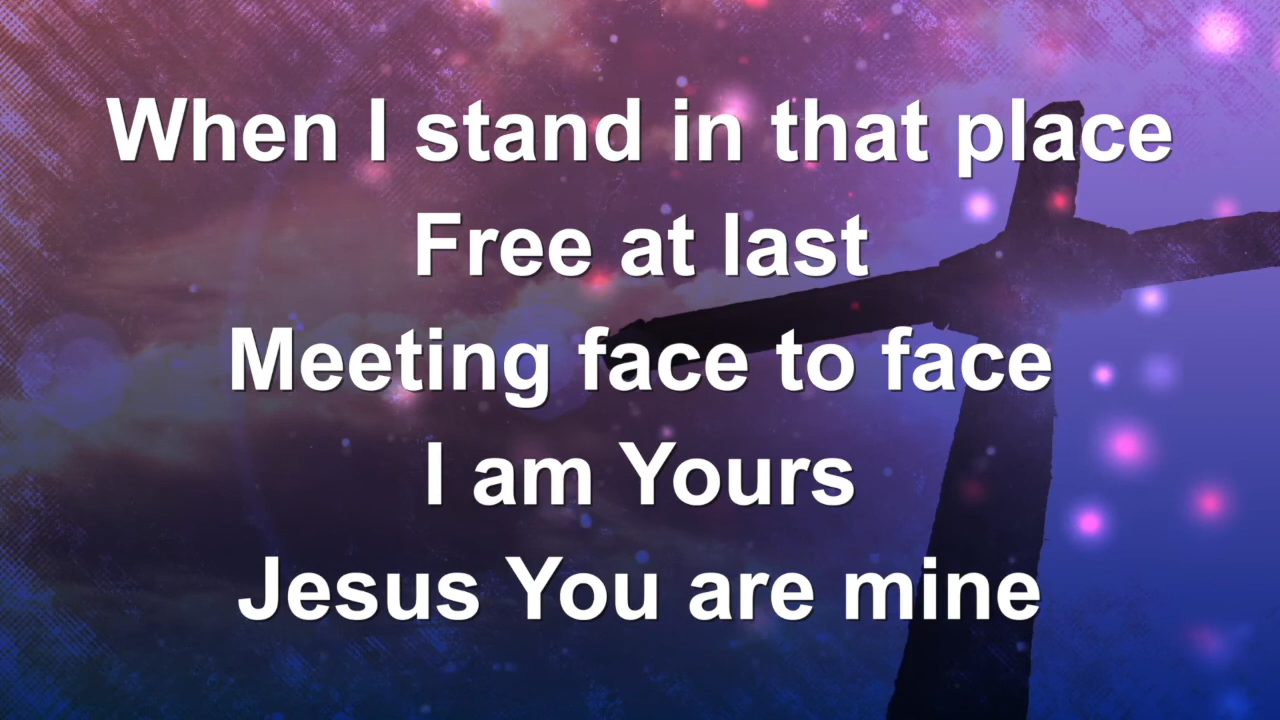 When I stand in that place
Free at last
Meeting face to face
I am Yours
Jesus You are mine